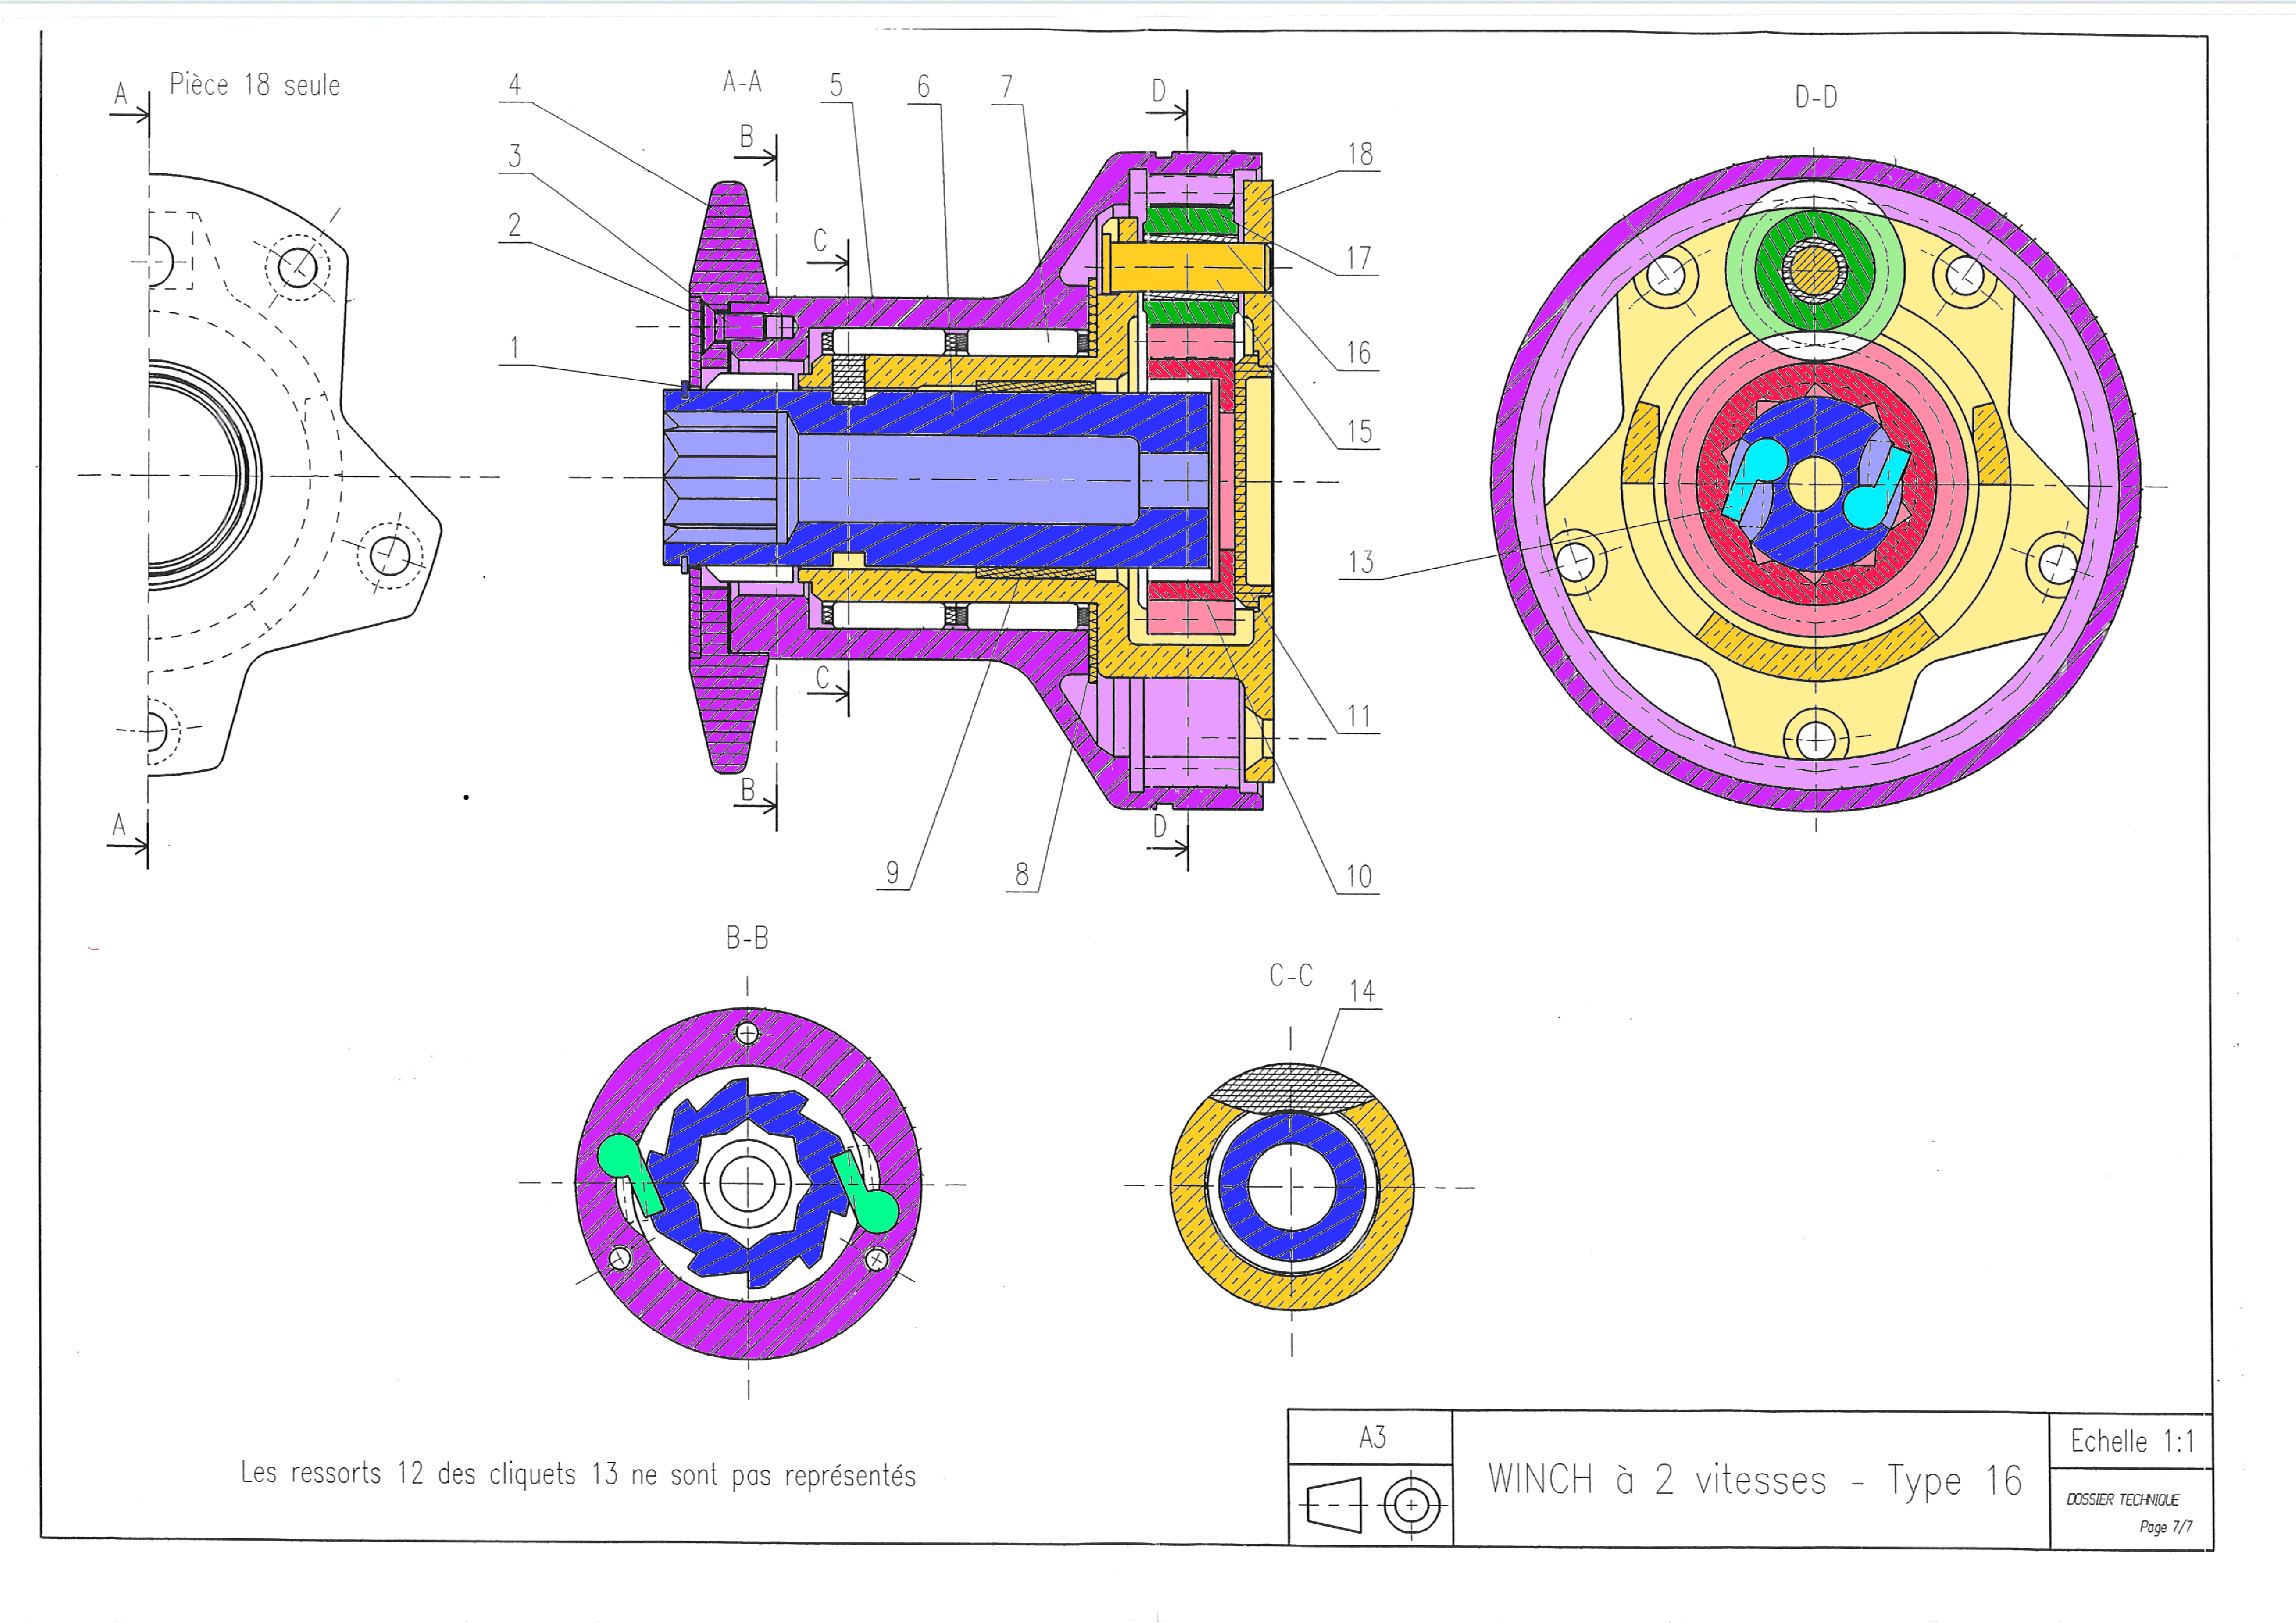 A
Pièce 18 seule
4
A-A
5
6
7
D
D-D
B
3
18
2
C
17
1
16
15
13
C
11
B
A
D
9
8
10
B-B
C-C
14
Les ressorts 12 des cliquets 13 ne sont pas représentés
A3
WINCH à 2 vitesses - Type 16
Echelle 1:1
DOSSIER TECHNIQUE
Page 7/7